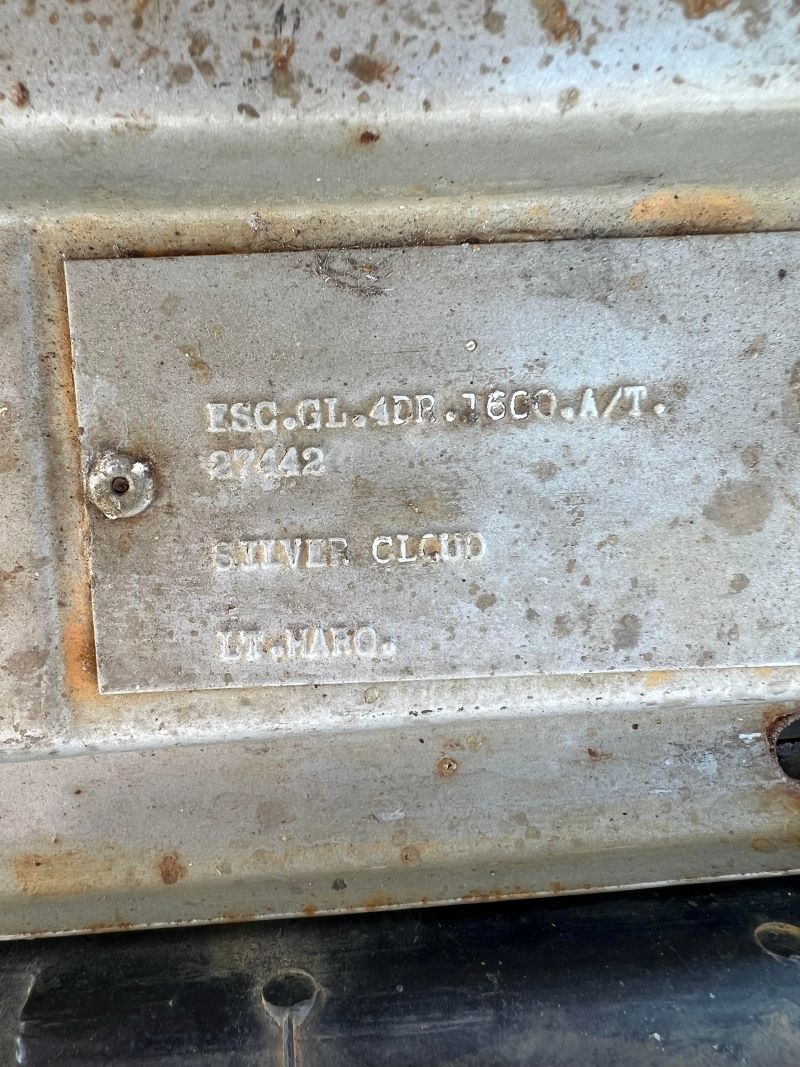 ESC.GL.4DR.1600.A/T.
27442
SILVER CLOUD
LT.MARQ.